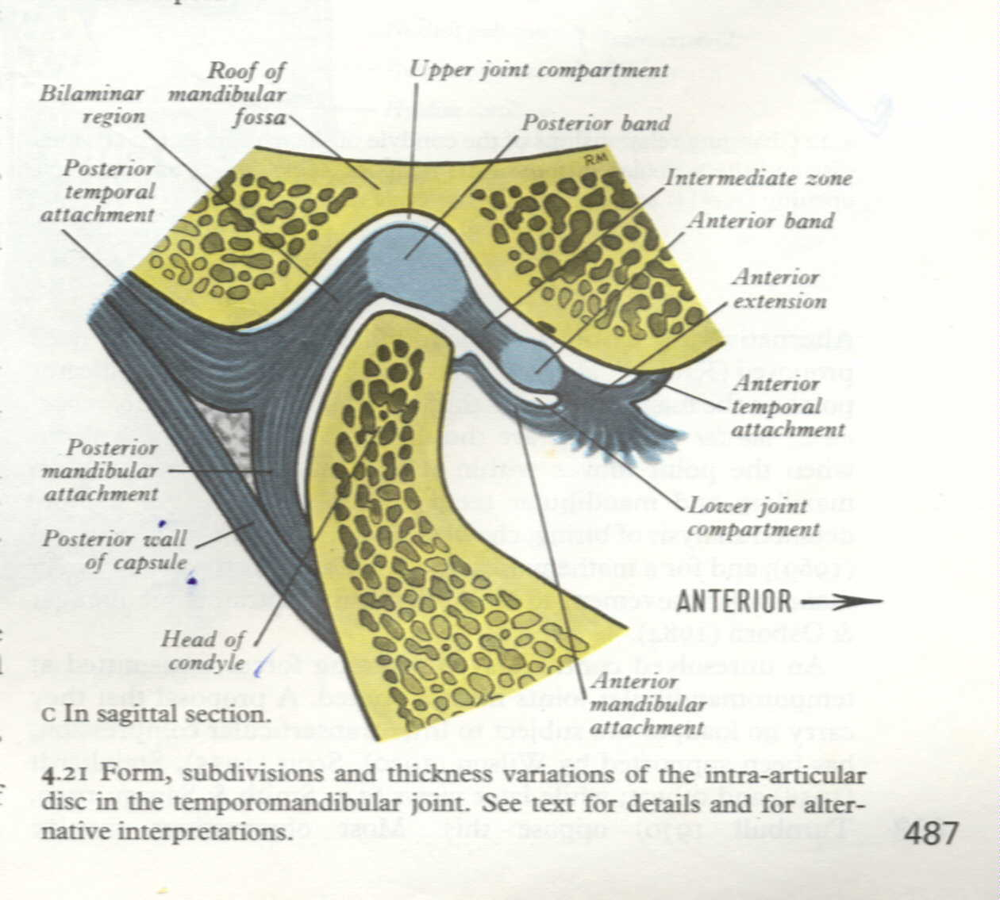 Roof of
mandibular
fossa
Upper joint compartment
Bilaminar
region
Posterior band
Posterior
temporal
attachment
RM
Intermediate zone
Anterior band
Anterior
extension
Anterior
temporal
attachment
Posterior
mandibular
attachment
Lower joint
compartment
Posterior wall
of capsule
ANTERIOR
Head of
condyle
Anterior
mandibular
attachment
C In sagittal section.
4.21 Form, subdivisions and thickness variations of the intra-articular
disc in the temporomandibular joint. See text for details and for alter-
native interpretations.
487